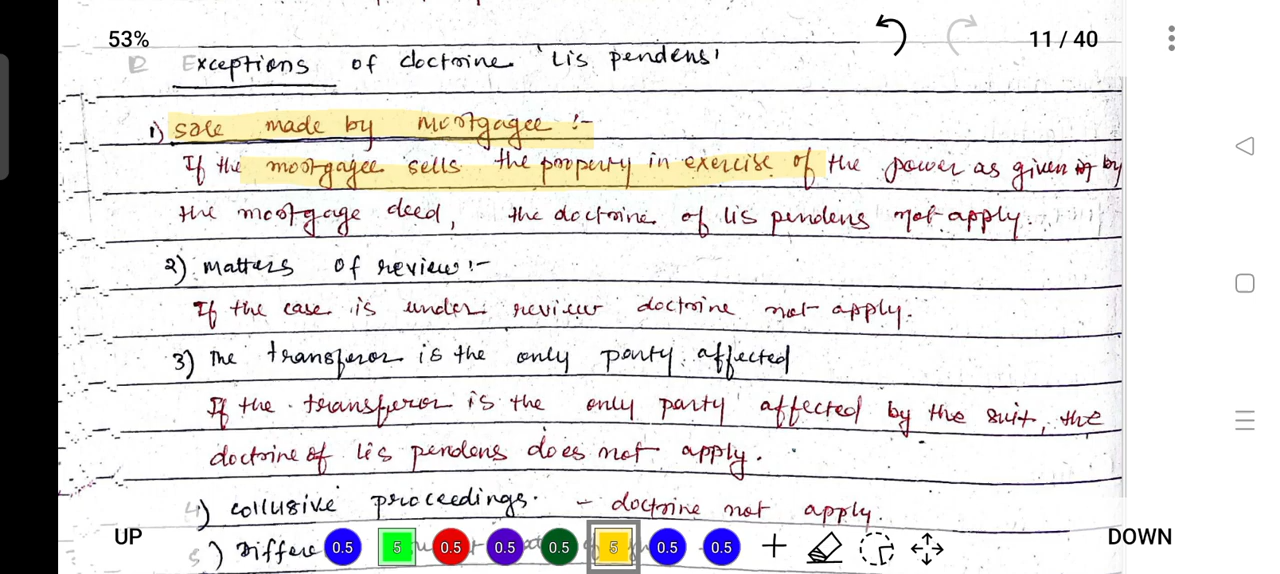 53%
11 / 40
Exceptions of doctrine 'Lis pendens'
1) Sale made by mortgagee :-
If the mortgagee sells the property in exercise of the power as given by
the mortgage deed, the doctrine of lis pendens not apply.
2) matters of review :-
If the case is under review doctrine not apply.
3) The transferor is the only party affected
If the transferor is the only party affected by the suit, the
doctrine of lis pendens does not apply.
4) collusive proceedings. - doctrine not apply.
5) Differe
UP
0.5
5
0.5
0.5
0.5
5
0.5
0.5
DOWN